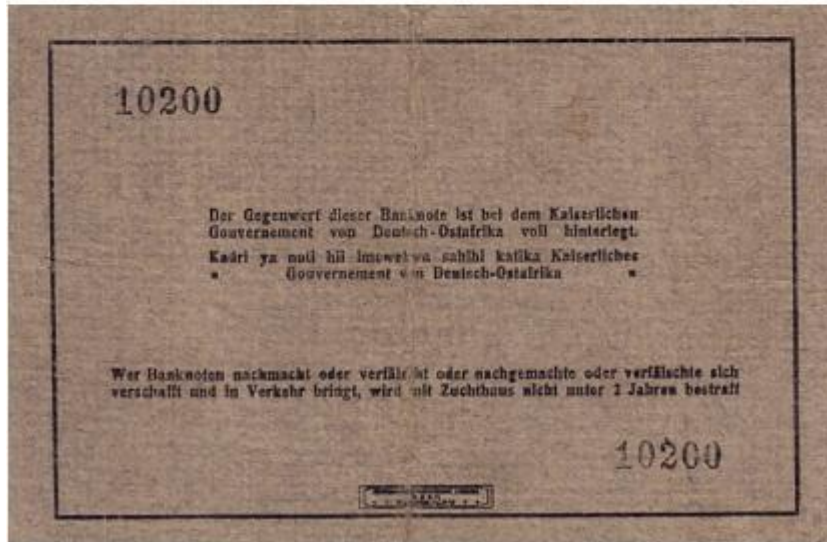 10200
Der Gegenwert dieser Banknote ist bei dem Kaiserlichen
Gouvernement von Deutsch-Ostafrika voll hinterlegt.
Kadri ya noti hii imewekwa sahihi katika Kaiserliches
Gouvernement von Deutsch-Ostafrika
Wer Banknoten nachmacht oder verfälscht oder nachgemachte oder verfälschte sich
verschafft und in Verkehr bringt, wird mit Zuchthaus nicht unter 2 Jahren bestraft
10200